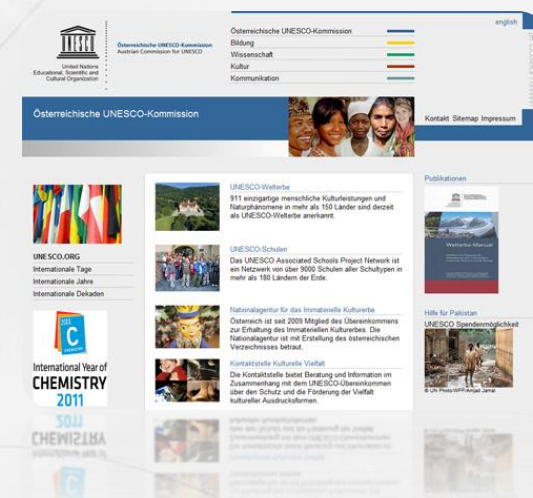 english
United Nations
Educational, Scientific and
Cultural Organization
Österreichische UNESCO-Kommission
Austrian Commission for UNESCO
Österreichische UNESCO-Kommission
Bildung
Wissenschaft
Kultur
Kommunikation
Österreichische UNESCO-Kommission
Kontakt Sitemap Impressum
UNESCO.ORG
Internationale Tage
Internationale Jahre
Internationale Dekaden
2011
C
CHEMISTRY
International Year of
CHEMISTRY
2011
UNESCO-Welterbe
911 einzigartige menschliche Kulturleistungen und
Naturphänomene in mehr als 150 Länder sind derzeit
als UNESCO-Welterbe anerkannt.
UNESCO-Schulen
Das UNESCO Associated Schools Project Network ist
ein Netzwerk von über 9000 Schulen aller Schultypen in
mehr als 180 Ländern der Erde.
Nationalagentur für das Immaterielle Kulturerbe
Österreich ist seit 2009 Mitglied des Übereinkommens
zur Erhaltung des Immateriellen Kulturerbes. Die
Nationalagentur ist mit Erstellung des österreichischen
Verzeichnisses betraut.
Kontaktstelle Kulturelle Vielfalt
Die Kontaktstelle bietet Beratung und Information im
Zusammenhang mit dem UNESCO-Übereinkommen
über den Schutz und die Förderung der Vielfalt
kultureller Ausdrucksformen.
Publikationen
Welterbe-Manual
Hilfe für Pakistan
UNESCO Spendenmöglichkeit
© UN Photo/WFP/Amjad Jamal